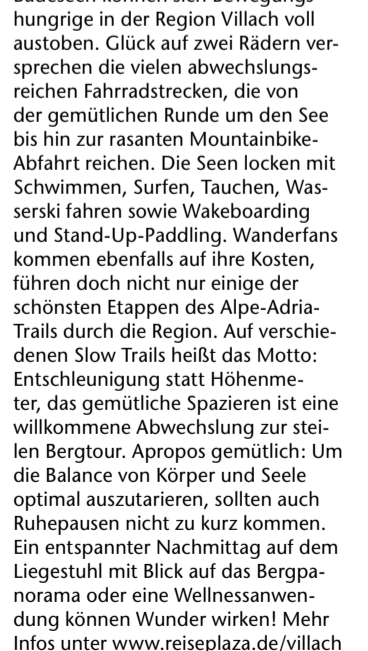 Badeseen können sich Bewegungs-
hungrige in der Region Villach voll
austoben. Glück auf zwei Rädern ver-
sprechen die vielen abwechslungs-
reichen Fahrradstrecken, die von
der gemütlichen Runde um den See
bis hin zur rasanten Mountainbike-
Abfahrt reichen. Die Seen locken mit
Schwimmen, Surfen, Tauchen, Was-
serski fahren sowie Wakeboarding
und Stand-Up-Paddling. Wanderfans
kommen ebenfalls auf ihre Kosten,
führen doch nicht nur einige der
schönsten Etappen des Alpe-Adria-
Trails durch die Region. Auf verschie-
denen Slow Trails heißt das Motto:
Entschleunigung statt Höhenme-
ter, das gemütliche Spazieren ist eine
willkommene Abwechslung zur stei-
len Bergtour. Apropos gemütlich: Um
die Balance von Körper und Seele
optimal auszutarieren, sollten auch
Ruhepausen nicht zu kurz kommen.
Ein entspannter Nachmittag auf dem
Liegestuhl mit Blick auf das Bergpa-
norama oder eine Wellnessanwen-
dung können Wunder wirken! Mehr
Infos unter www.reiseplaza.de/villach